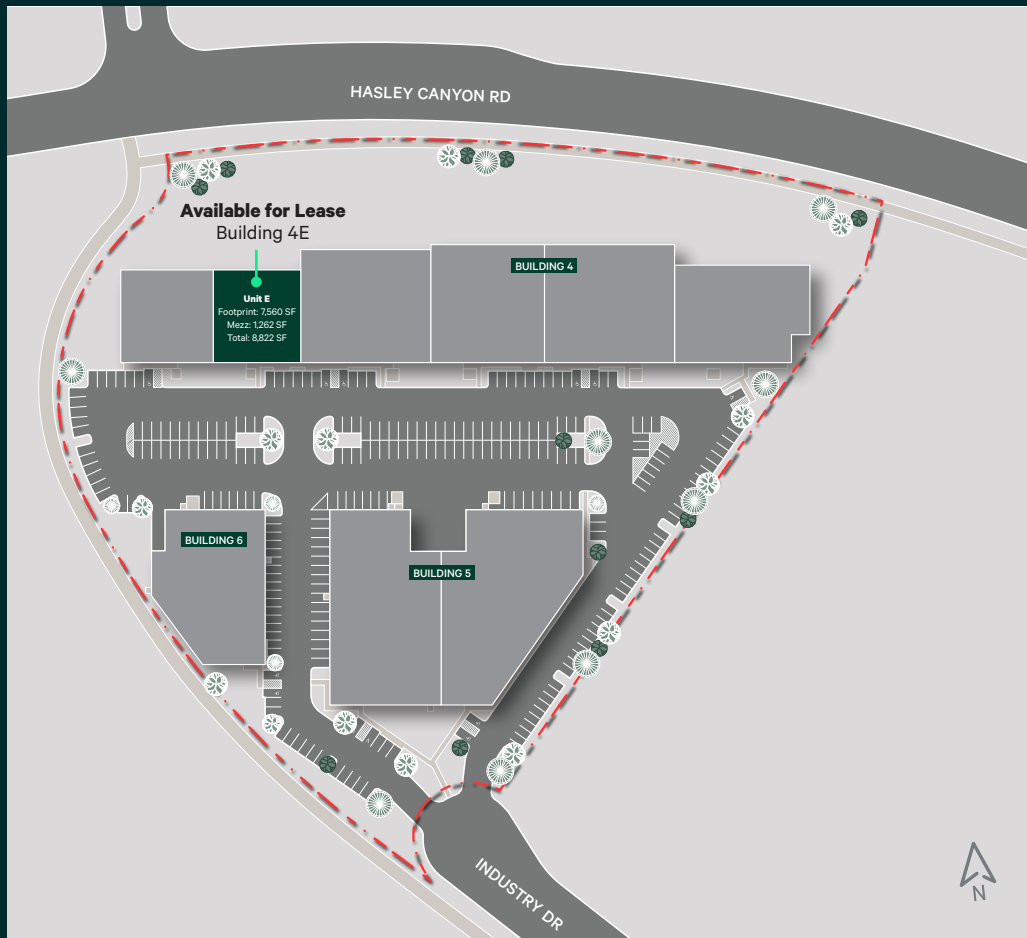 HASLEY CANYON RD
Available for Lease
Building 4E
BUILDING 4
Unit E
Footprint: 7,560 SF
Mezz: 1,262 SF
Total: 8,822 SF
BUILDING 6
BUILDING 5
INDUSTRY DR
N